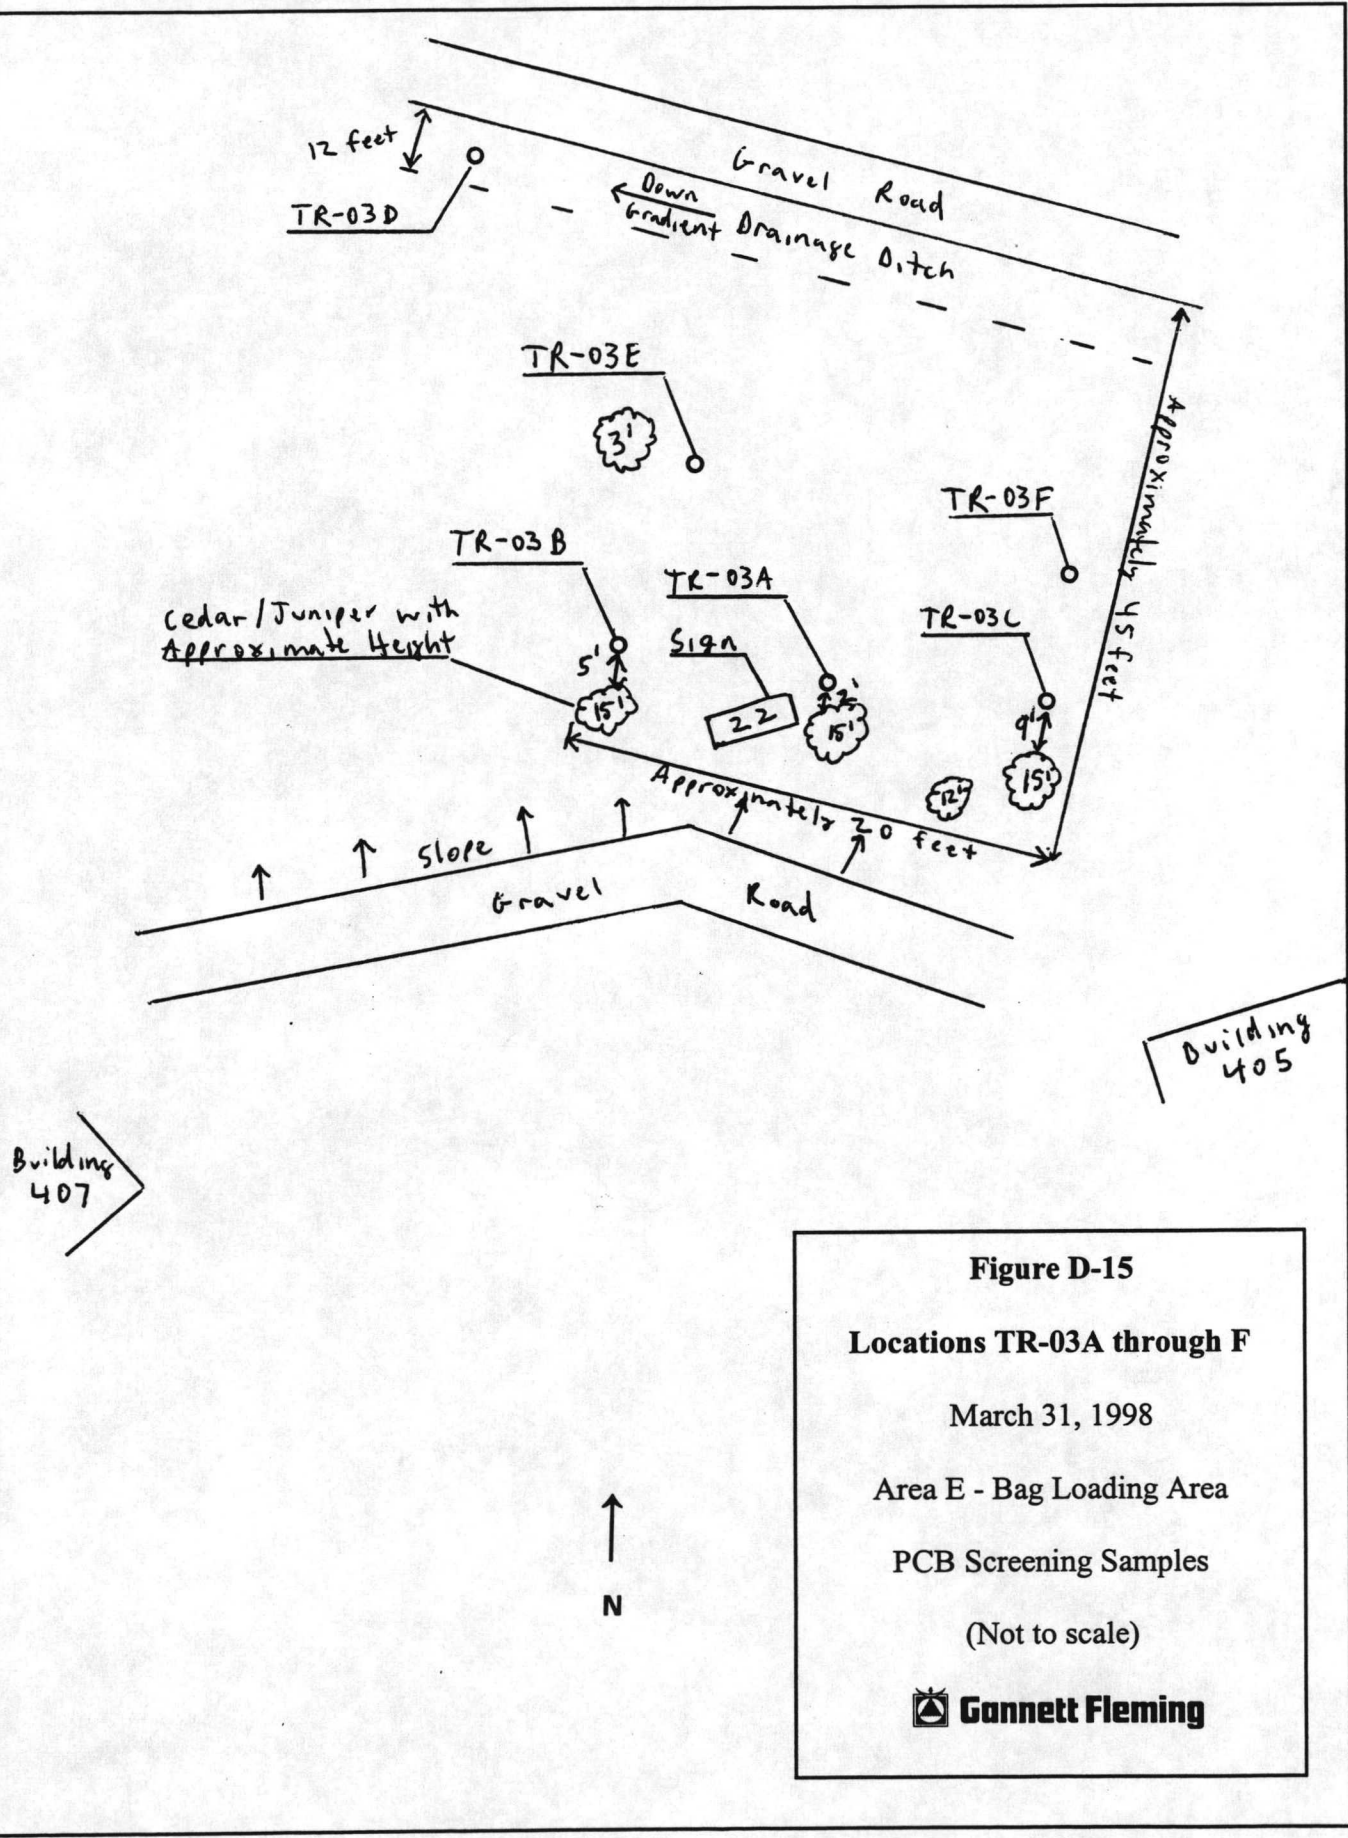 12 feet
Gravel Road
TR-03D
Down
Gradient
Drainage Ditch
TR-03E
3'
Approximately 45 feet
TR-03F
TR-03B
TR-03A
Cedar/Juniper with
Approximate Height
TR-03C
5'
Sign
15'
22
15'
9'
15'
12'
Approximately 20 feet
Slope
Gravel Road
Building
405
Building
407
Figure D-15
Locations TR-03A through F
March 31, 1998
Area E - Bag Loading Area
PCB Screening Samples
(Not to scale)
N
Gannett Fleming